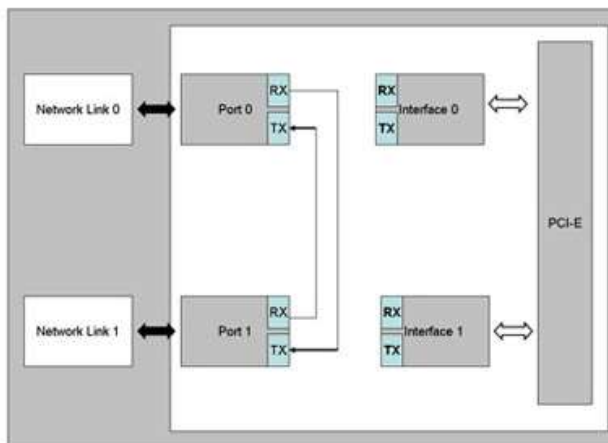 Network Link 0
Port 0
RX
TX
RX
TX
Interface 0
PCI-E
Network Link 1
Port 1
RX
TX
RX
TX
Interface 1